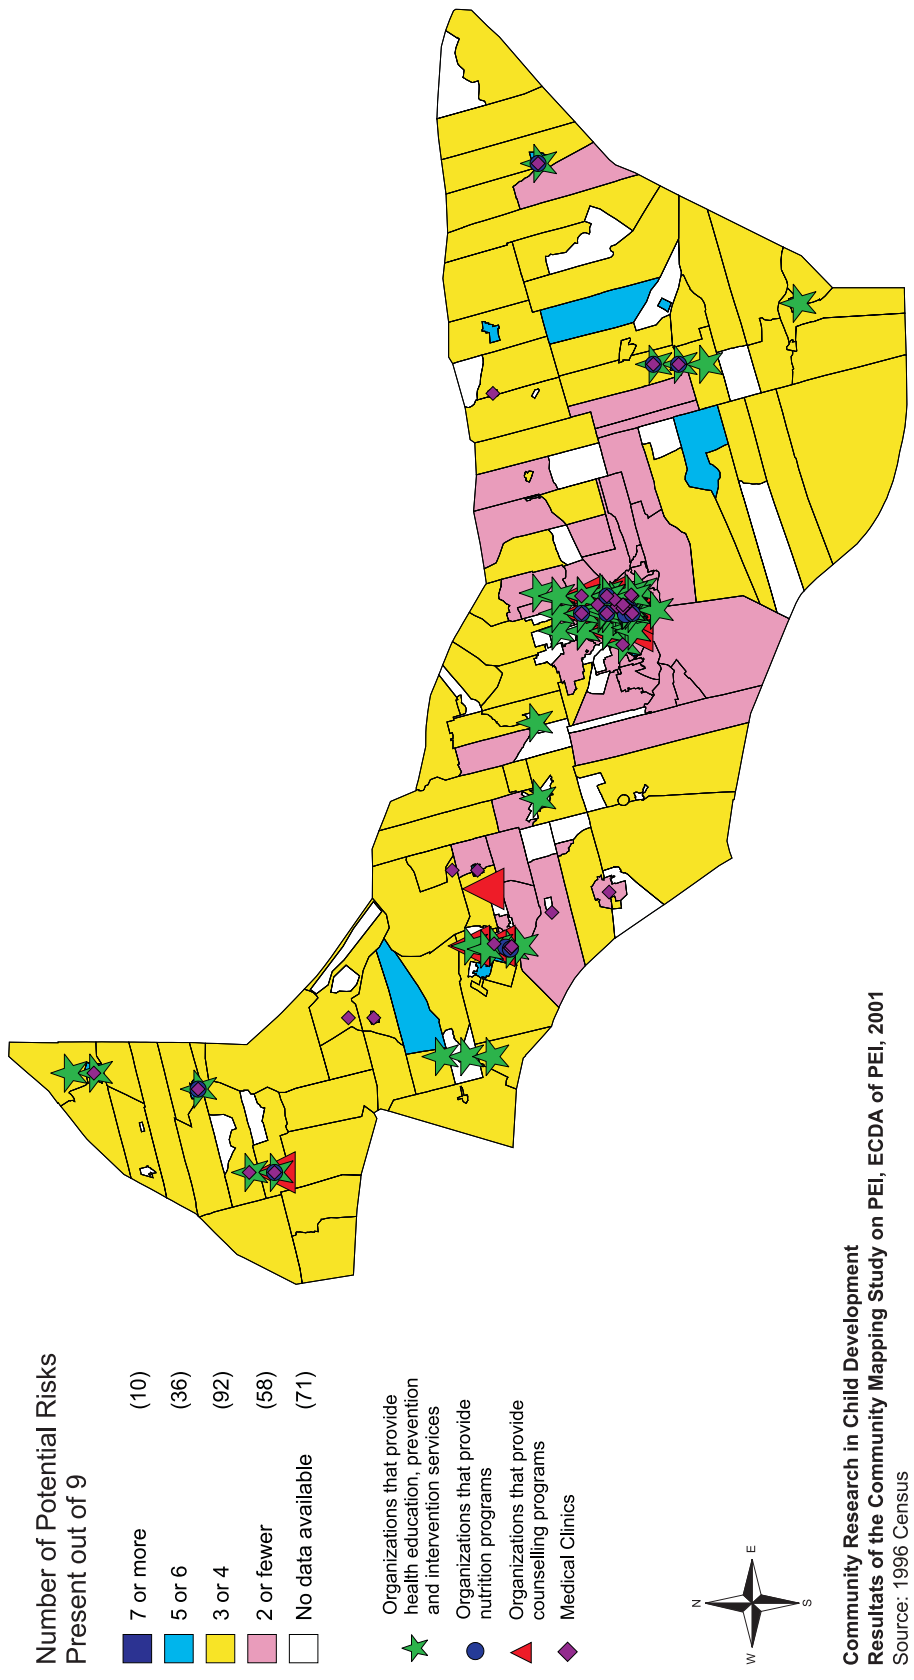 Number of Potential Risks
Present out of 9
7 or more (10)
5 or 6 (36)
3 or 4 (92)
2 or fewer (58)
No data available (71)
Organizations that provide
health education, prevention
and intervention services
Organizations that provide
nutrition programs
Organizations that provide
counselling programs
Medical Clinics
N
W
E
S
Community Research in Child Development
Resultats of the Community Mapping Study on PEI, ECDA of PEI, 2001
Source: 1996 Census